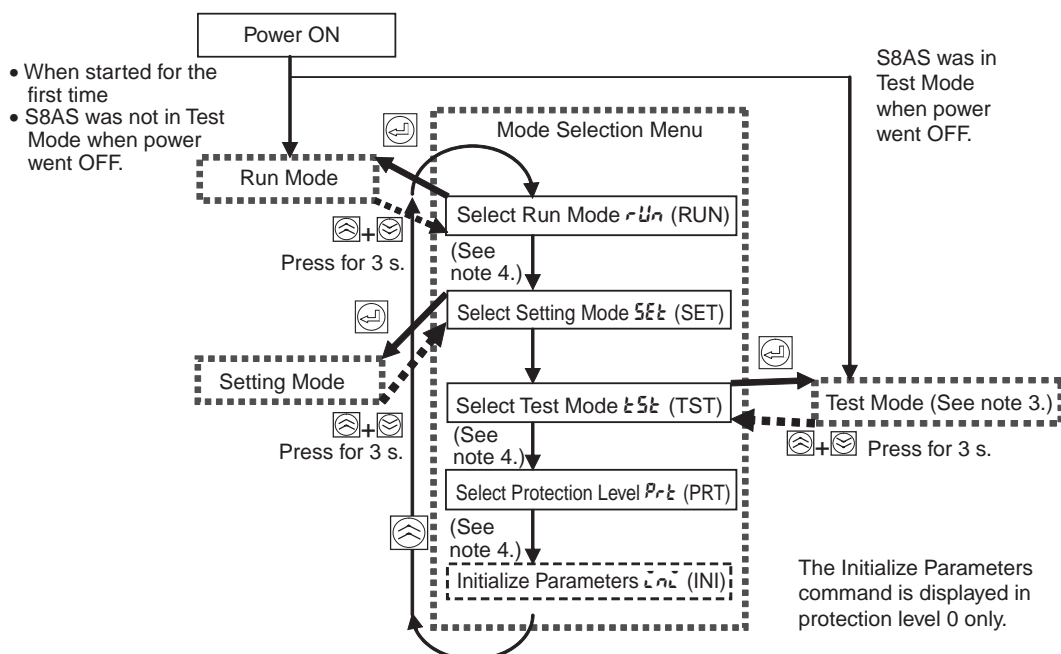 Power ON
• When started for the
first time
• S8AS was not in Test
Mode when power
went OFF.
S8AS was in
Test Mode
when power
went OFF.
Mode Selection Menu
Run Mode
Select Run Mode rUn (RUN)
+
Press for 3 s.
(See
note 4.)
Select Setting Mode SEt (SET)
Setting Mode
+
Press for 3 s.
Select Test Mode tSt (TST)
Test Mode (See note 3.)
+ Press for 3 s.
(See
note 4.)
Select Protection Level Prt (PRT)
(See
note 4.)
Initialize Parameters ini (INI)
The Initialize Parameters
command is displayed in
protection level 0 only.